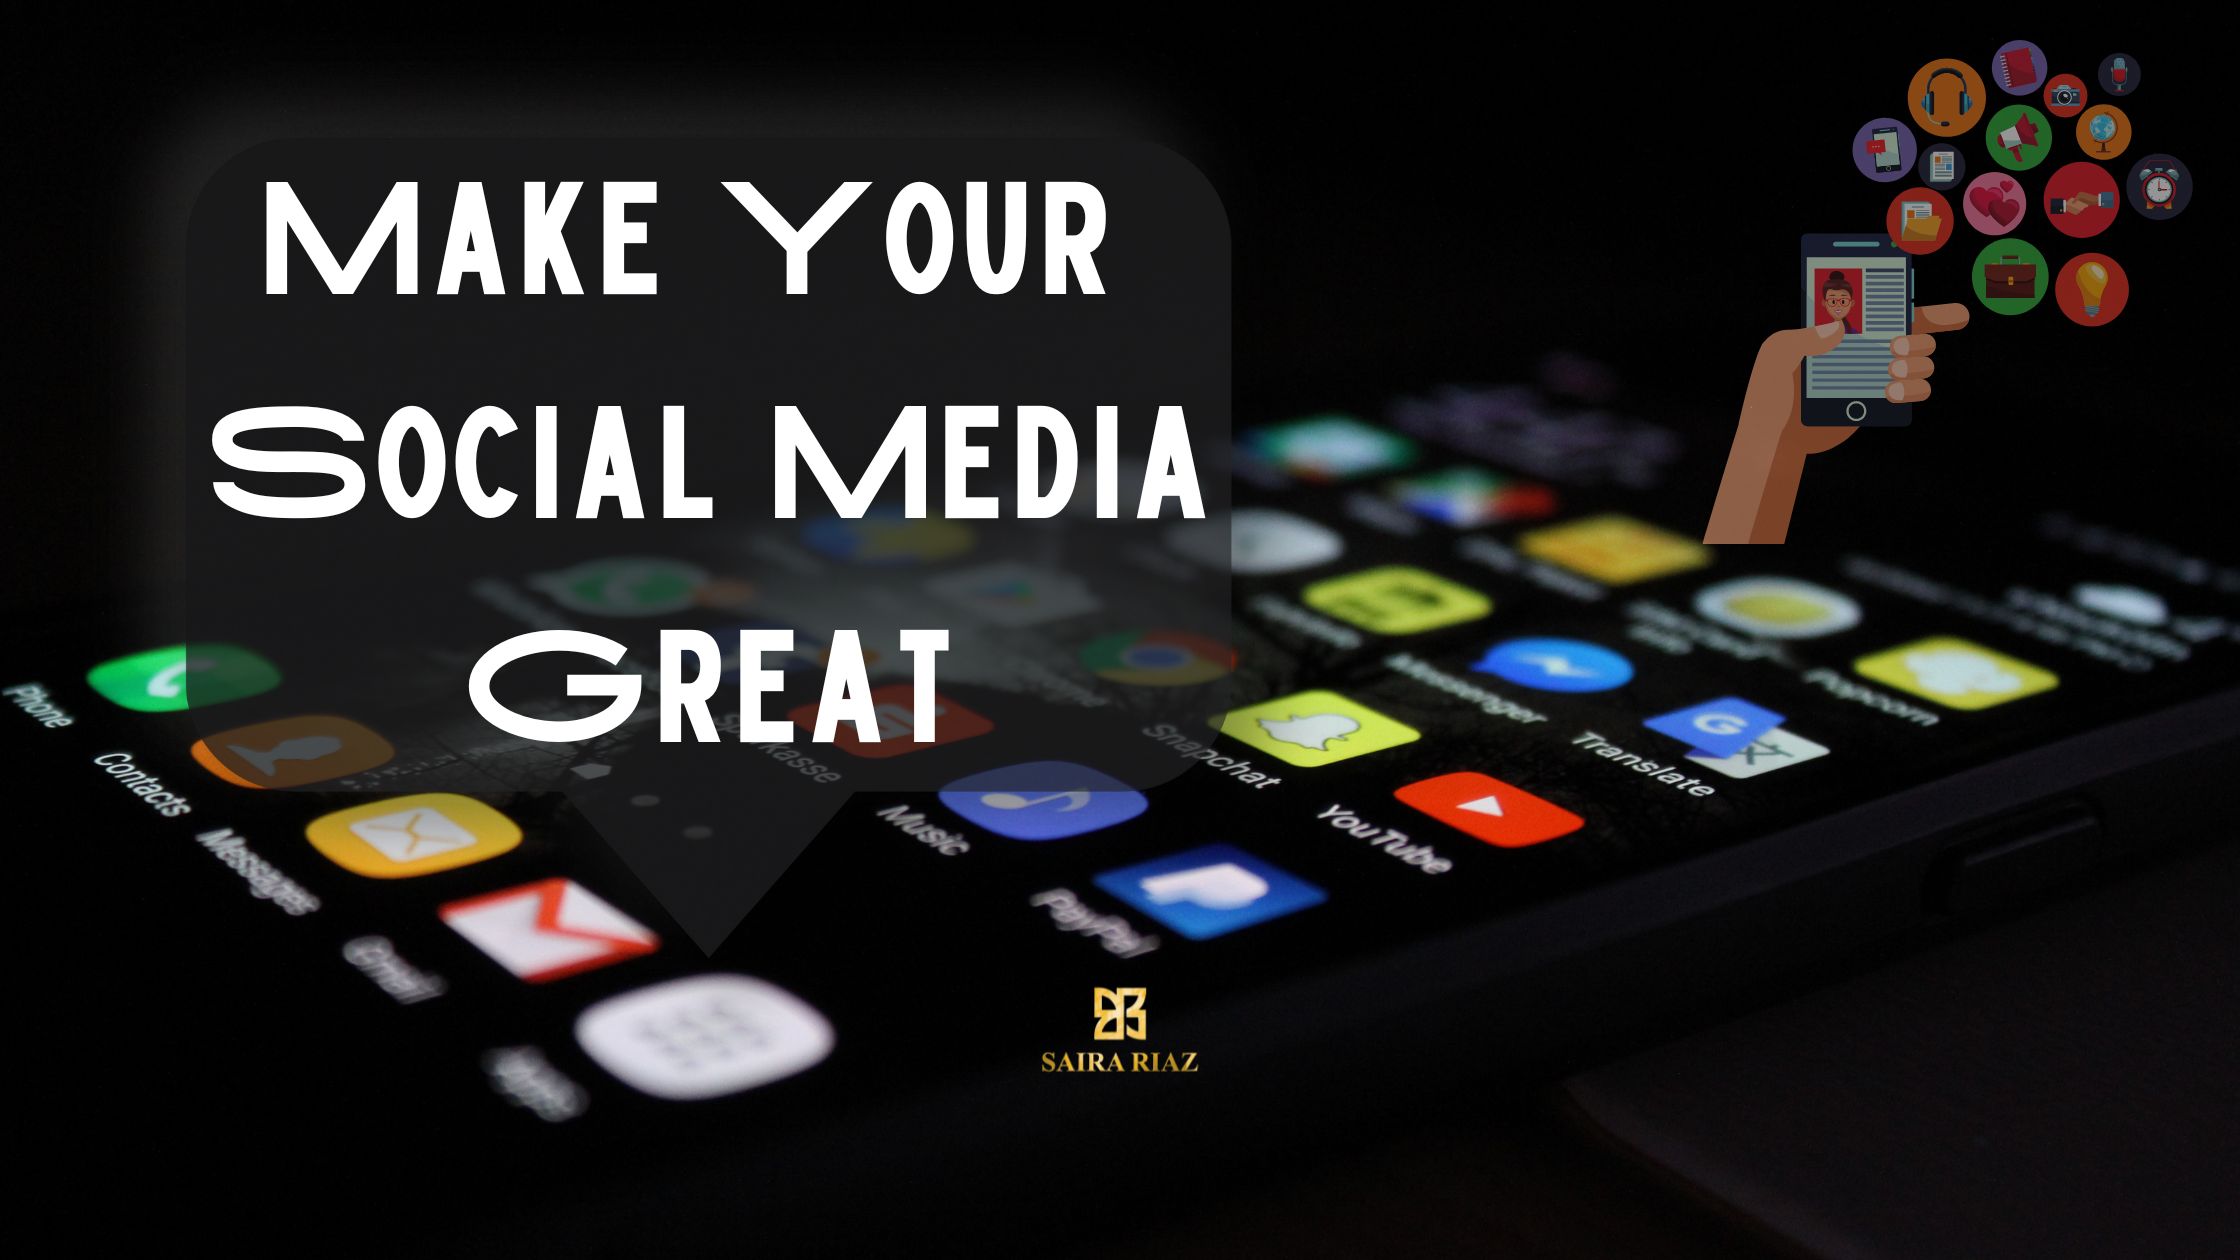 Make Your
Social Media
Great
Phone
Contacts
Messages
Email
Apps
Sparkasse
Music
PayPal
Snapchat
YouTube
Messenger
Translate
Popcorn
SAIRA RIAZ